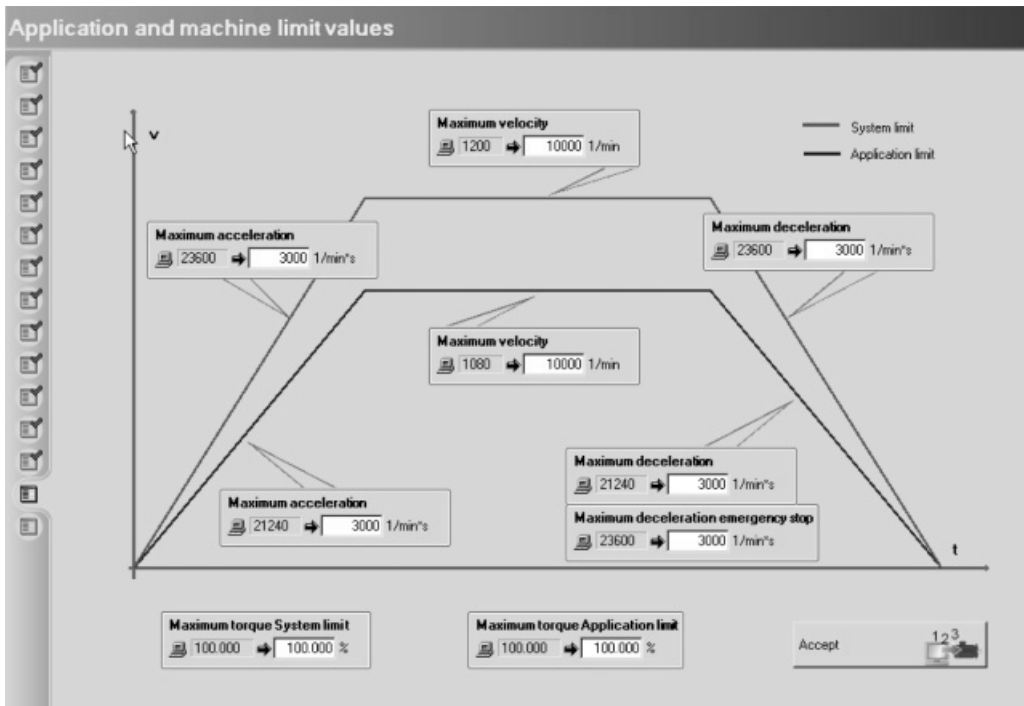 Application and machine limit values
v
Maximum velocity
1200 10000 1/min
System limit
Application limit
Maximum acceleration
23600 3000 1/min*s
Maximum deceleration
23600 3000 1/min*s
Maximum velocity
1080 10000 1/min
Maximum deceleration
21240 3000 1/min*s
Maximum acceleration
21240 3000 1/min*s
Maximum deceleration emergency stop
23600 3000 1/min*s
t
Maximum torque System limit
100.000 100.000 %
Maximum torque Application limit
100.000 100.000 %
Accept
1 2 3